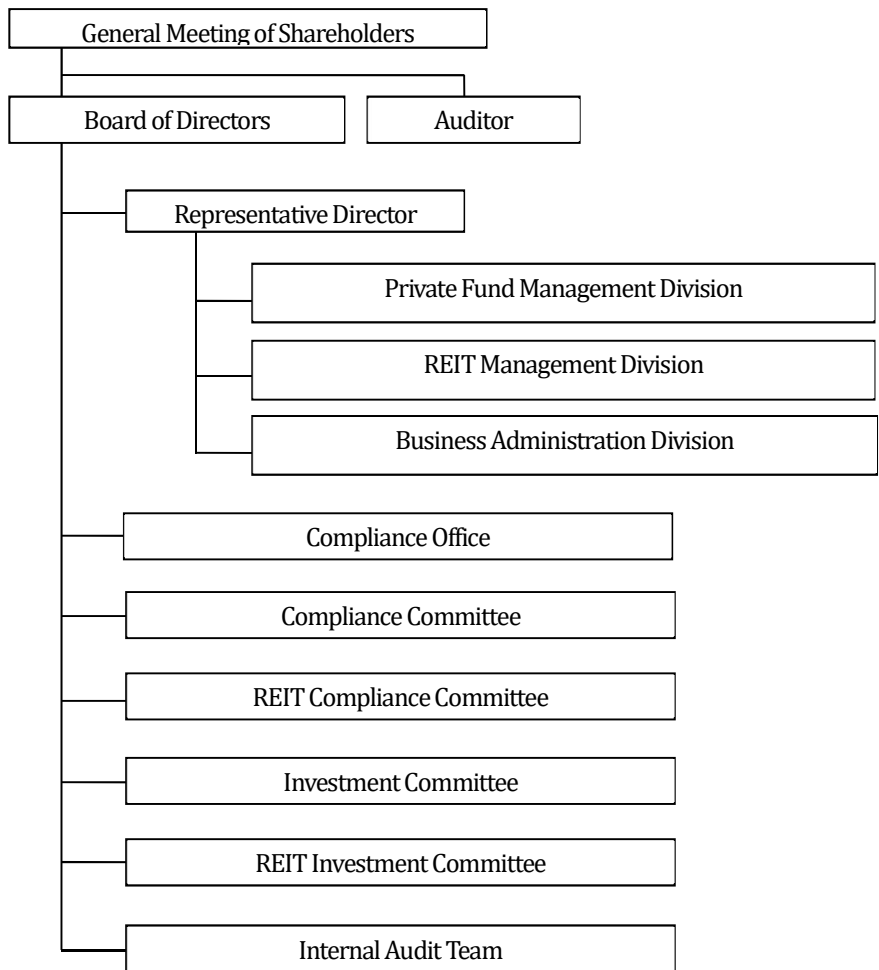 General Meeting of Shareholders
Board of Directors
Auditor
Representative Director
Private Fund Management Division
REIT Management Division
Business Administration Division
Compliance Office
Compliance Committee
REIT Compliance Committee
Investment Committee
REIT Investment Committee
Internal Audit Team